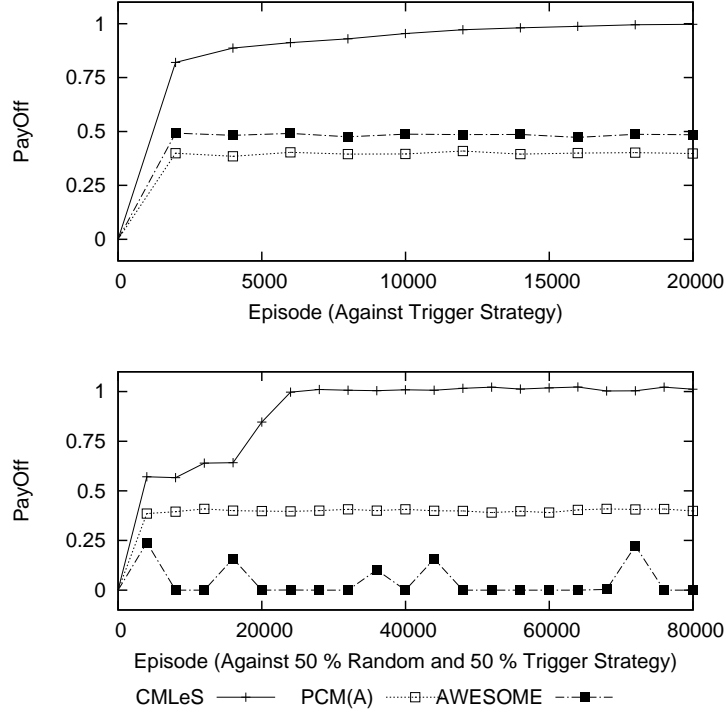 1
0.75
0.5
0.25
0
PayOff
0 5000 10000 15000 20000
Episode (Against Trigger Strategy)
1
0.75
0.5
0.25
0
PayOff
0 20000 40000 60000 80000
Episode (Against 50 % Random and 50 % Trigger Strategy)
CMLeS PCM(A) AWESOME